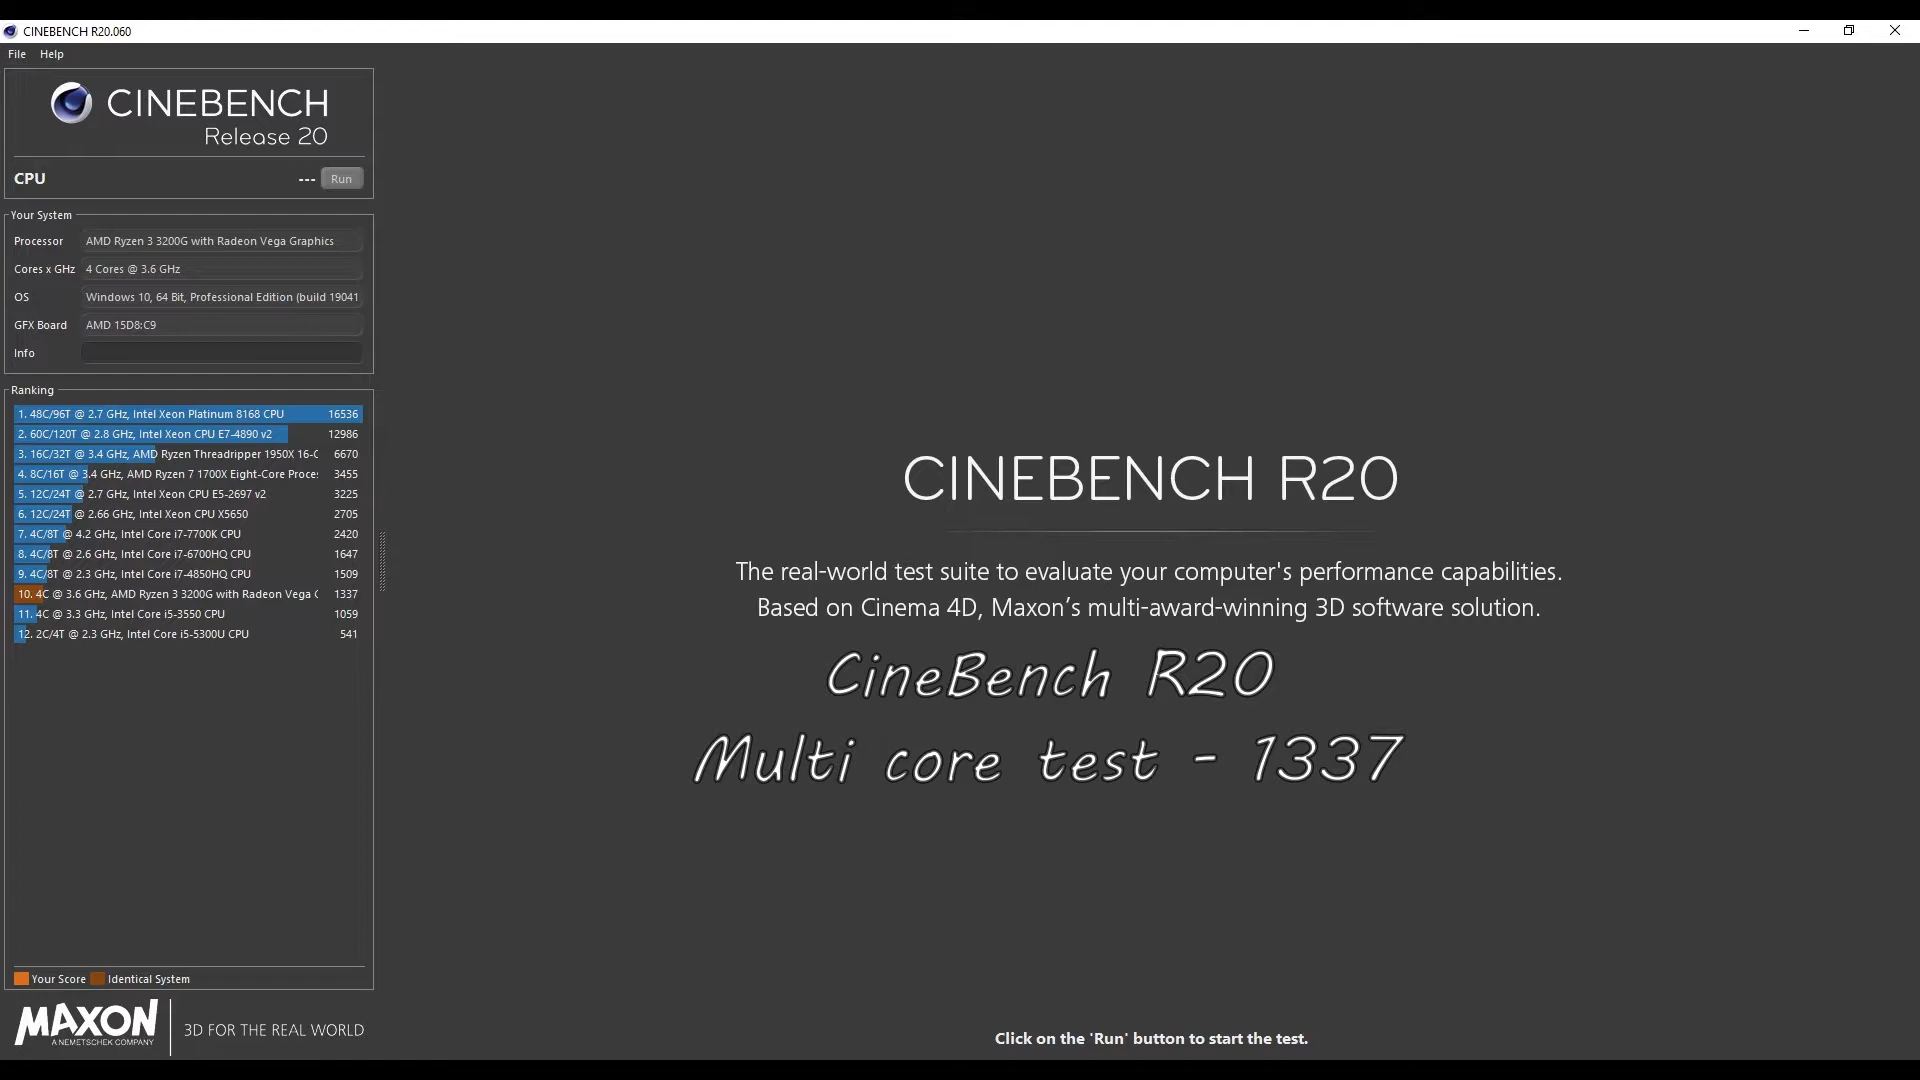 CINEBENCH R20.060
File Help
CINEBENCH
Release 20
CPU --- Run
Your System
Processor AMD Ryzen 3 3200G with Radeon Vega Graphics
Cores x GHz 4 Cores @ 3.6 GHz
OS Windows 10, 64 Bit, Professional Edition (build 19041
GFX Board AMD 15D8:C9
Info
Ranking
1. 48C/96T @ 2.7 GHz, Intel Xeon Platinum 8168 CPU 16536
2. 60C/120T @ 2.8 GHz, Intel Xeon CPU E7-4890 v2 12986
3. 16C/32T @ 3.4 GHz, AMD Ryzen Threadripper 1950X 16-C 6670
4. 8C/16T @ 3.4 GHz, AMD Ryzen 7 1700X Eight-Core Proces 3455
5. 12C/24T @ 2.7 GHz, Intel Xeon CPU E5-2697 v2 3225
6. 12C/24T @ 2.66 GHz, Intel Xeon CPU X5650 2705
7. 4C/8T @ 4.2 GHz, Intel Core i7-7700K CPU 2420
8. 4C/8T @ 2.6 GHz, Intel Core i7-6700HQ CPU 1647
9. 4C/8T @ 2.3 GHz, Intel Core i7-4850HQ CPU 1509
10. 4C @ 3.6 GHz, AMD Ryzen 3 3200G with Radeon Vega G 1337
11. 4C @ 3.3 GHz, Intel Core i5-3550 CPU 1059
12. 2C/4T @ 2.3 GHz, Intel Core i5-5300U CPU 541
Your Score Identical System
MAXON
A NEMETSCHEK COMPANY
3D FOR THE REAL WORLD
CINEBENCH R20
The real-world test suite to evaluate your computer's performance capabilities.
Based on Cinema 4D, Maxon’s multi-award-winning 3D software solution.
CineBench R20
Multi core test - 1337
Click on the 'Run' button to start the test.